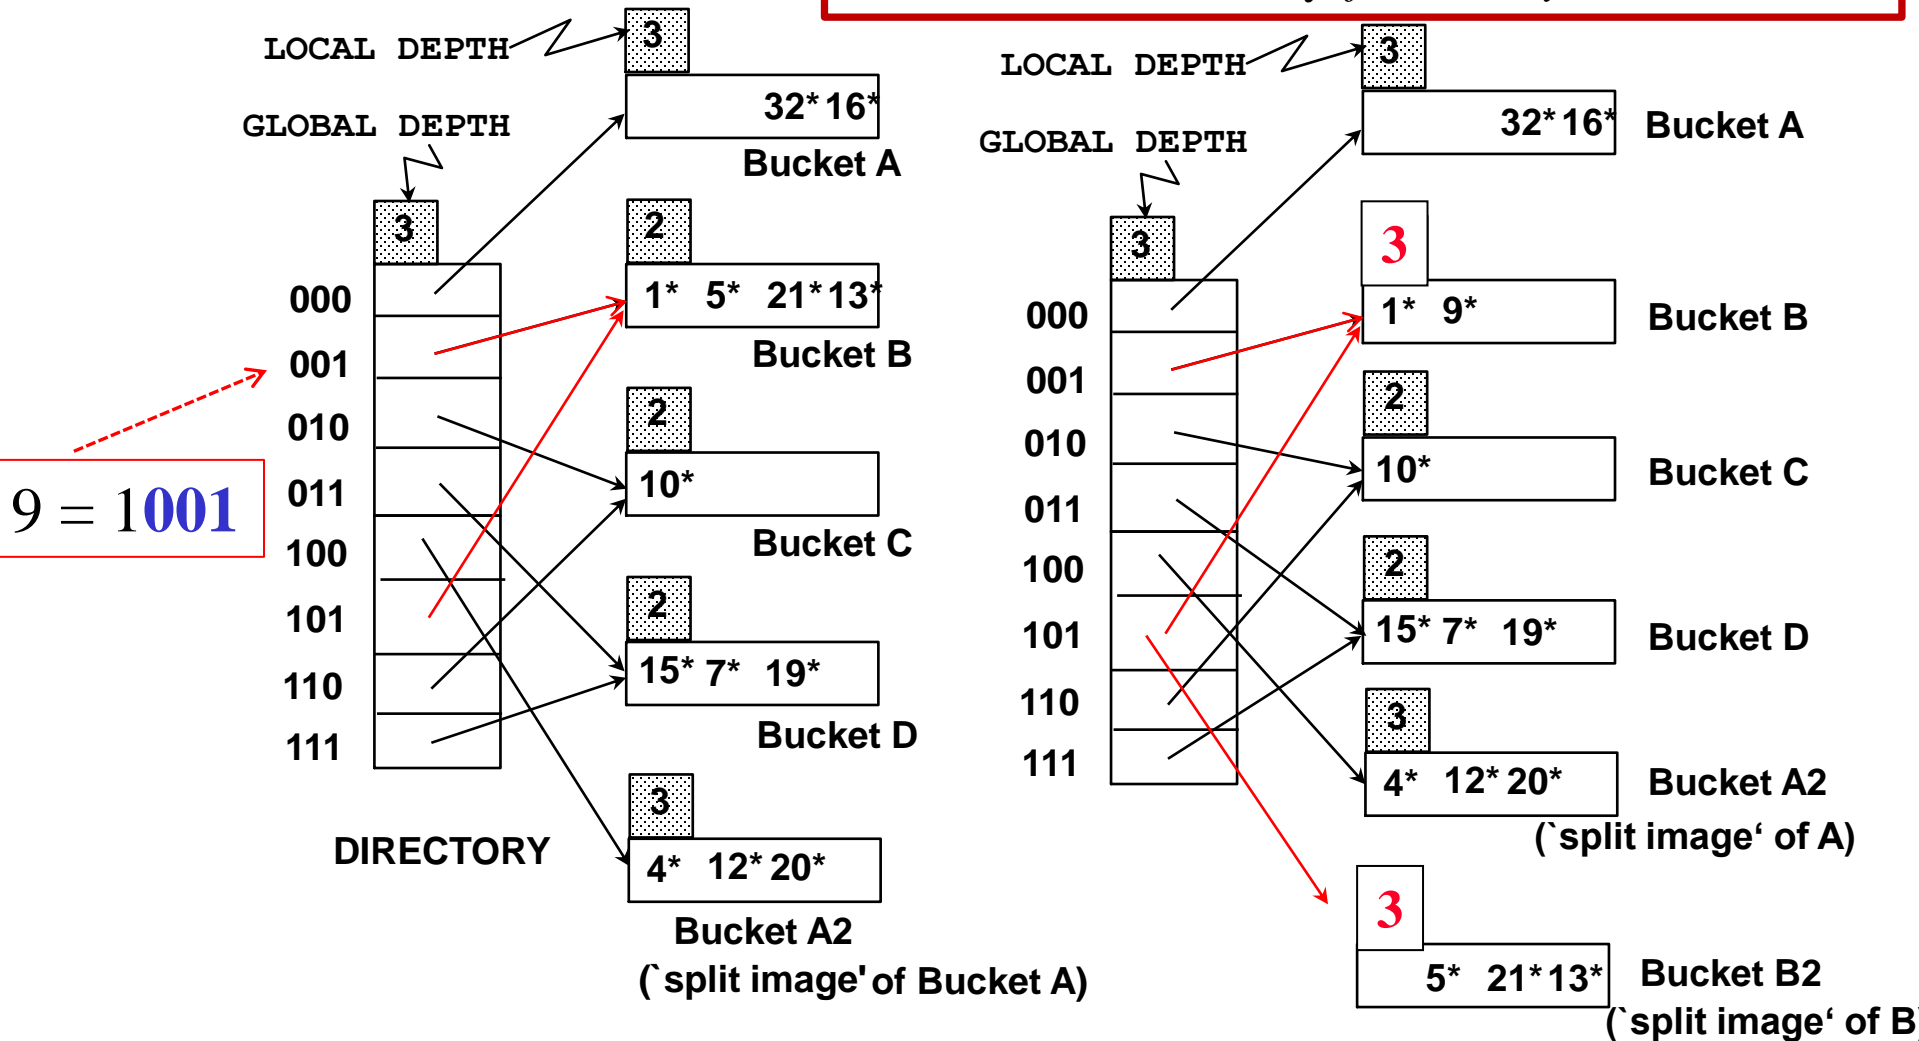 LOCAL DEPTH
3
32* 16*
Bucket A
GLOBAL DEPTH
3
2
1* 5* 21* 13*
Bucket B
000
001
010
011
100
101
110
111
9 = 1001
2
10*
Bucket C
2
15* 7* 19*
Bucket D
DIRECTORY
3
4* 12* 20*
Bucket A2
(`split image' of Bucket A)
LOCAL DEPTH
3
32* 16*
Bucket A
GLOBAL DEPTH
3
3
1* 9*
Bucket B
000
001
010
011
100
101
110
111
2
10*
Bucket C
2
15* 7* 19*
Bucket D
3
4* 12* 20*
Bucket A2
(`split image‘ of A)
3
5* 21* 13*
Bucket B2
(`split image‘ of B